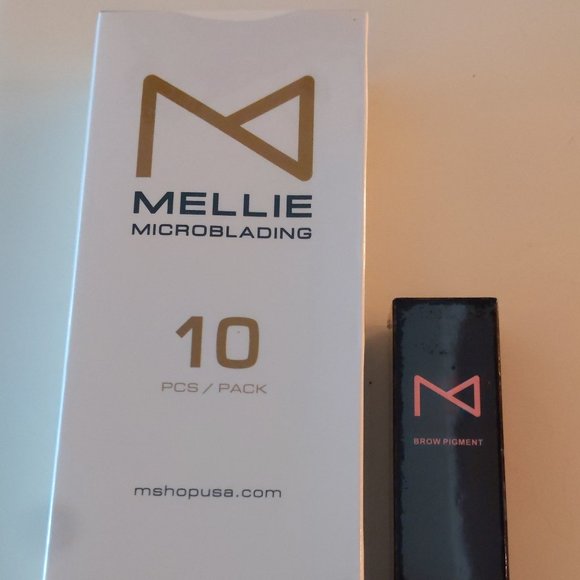 MELLIE
MICROBLADING
10
PCS / PACK
mshopusa.com
BROW PIGMENT